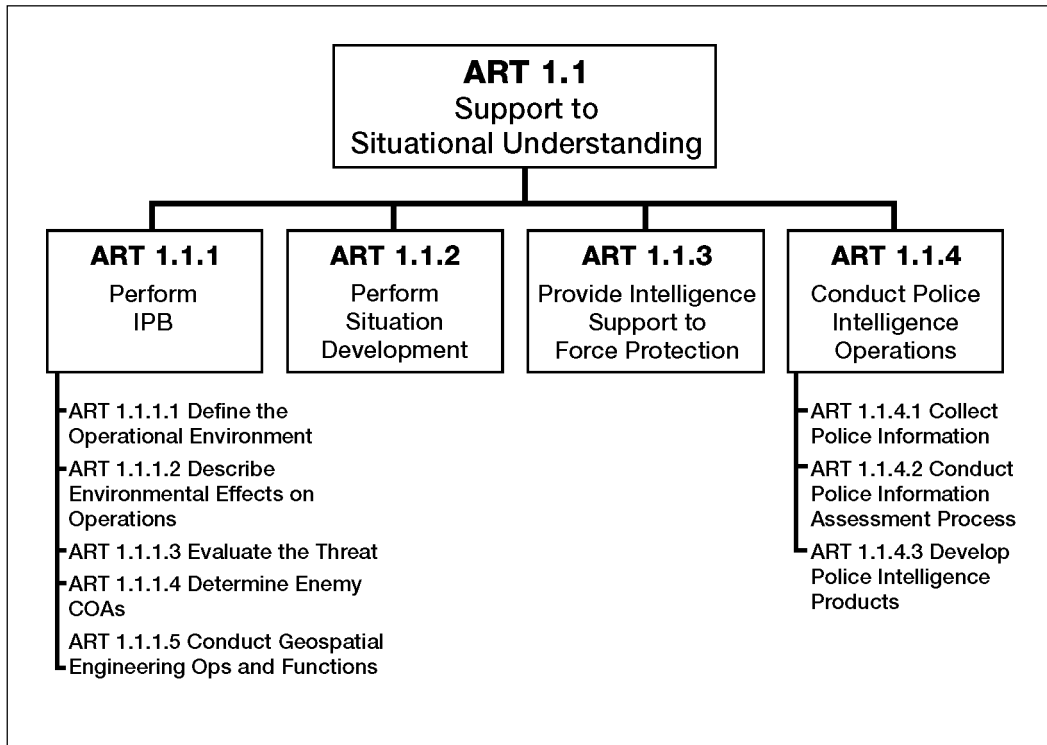 ART 1.1
Support to
Situational Understanding
ART 1.1.1
Perform
IPB
ART 1.1.2
Perform
Situation
Development
ART 1.1.3
Provide Intelligence
Support to
Force Protection
ART 1.1.4
Conduct Police
Intelligence
Operations
ART 1.1.1.1 Define the
Operational Environment
ART 1.1.1.2 Describe
Environmental Effects on
Operations
ART 1.1.1.3 Evaluate the Threat
ART 1.1.1.4 Determine Enemy
COAs
ART 1.1.1.5 Conduct Geospatial
Engineering Ops and Functions
ART 1.1.4.1 Collect
Police Information
ART 1.1.4.2 Conduct
Police Information
Assessment Process
ART 1.1.4.3 Develop
Police Intelligence
Products